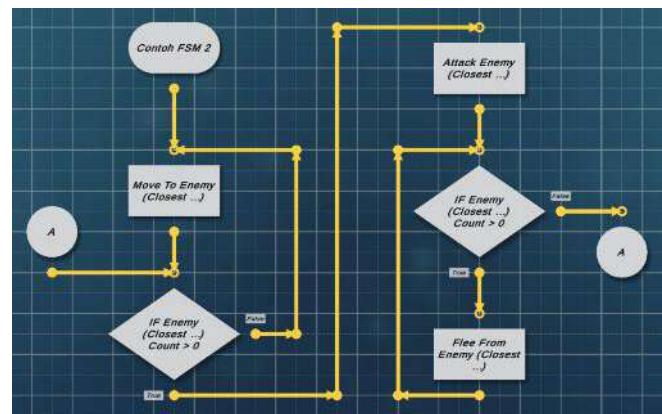 Contoh FSM 2
Move To Enemy
(Closest ...)
A
IF Enemy
(Closest ...)
Count > 0
False
True
Attack Enemy
(Closest ...)
IF Enemy
(Closest ...)
Count > 0
False
A
True
Flee From
Enemy (Closest
...)